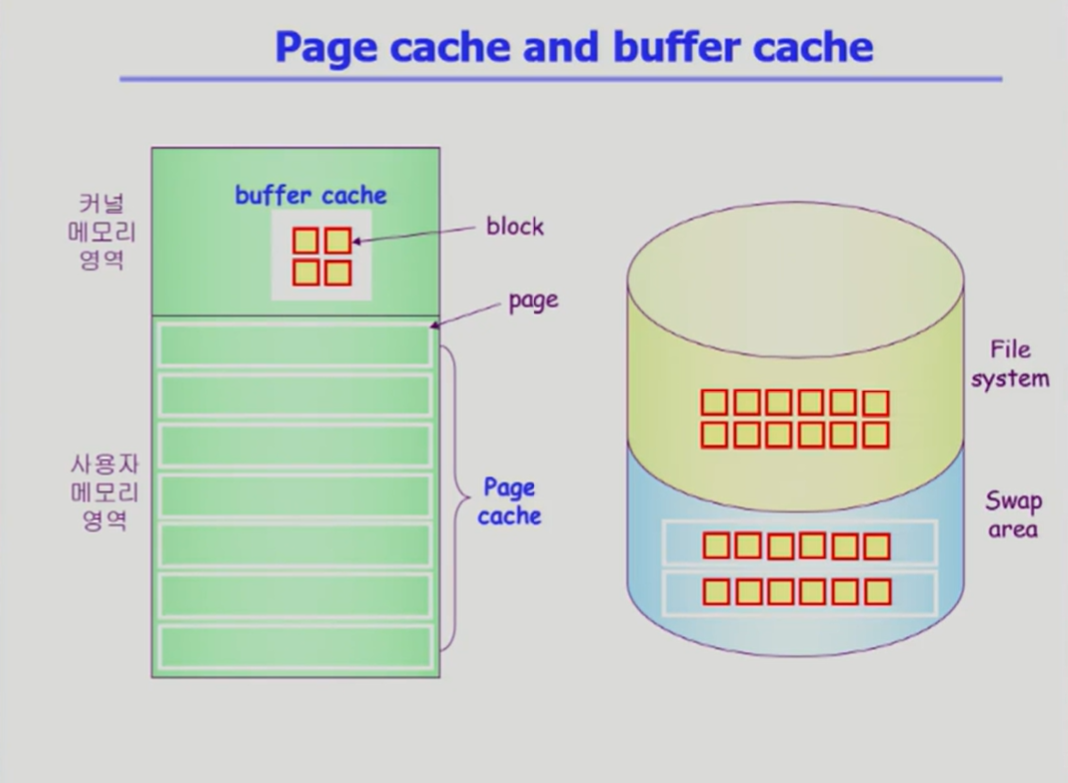 Page cache and buffer cache
커널
메모리
영역
buffer cache
block
page
사용자
메모리
영역
Page
cache
File
system
Swap
area